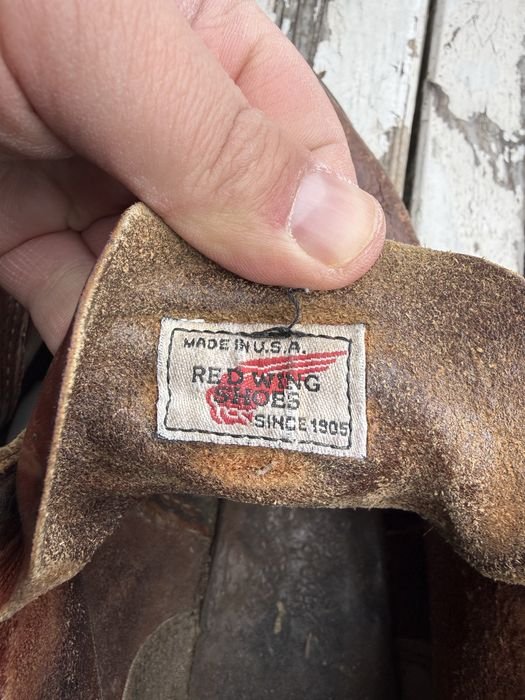 MADE IN U.S.A.
RED WING
SHOES
SINCE 1905